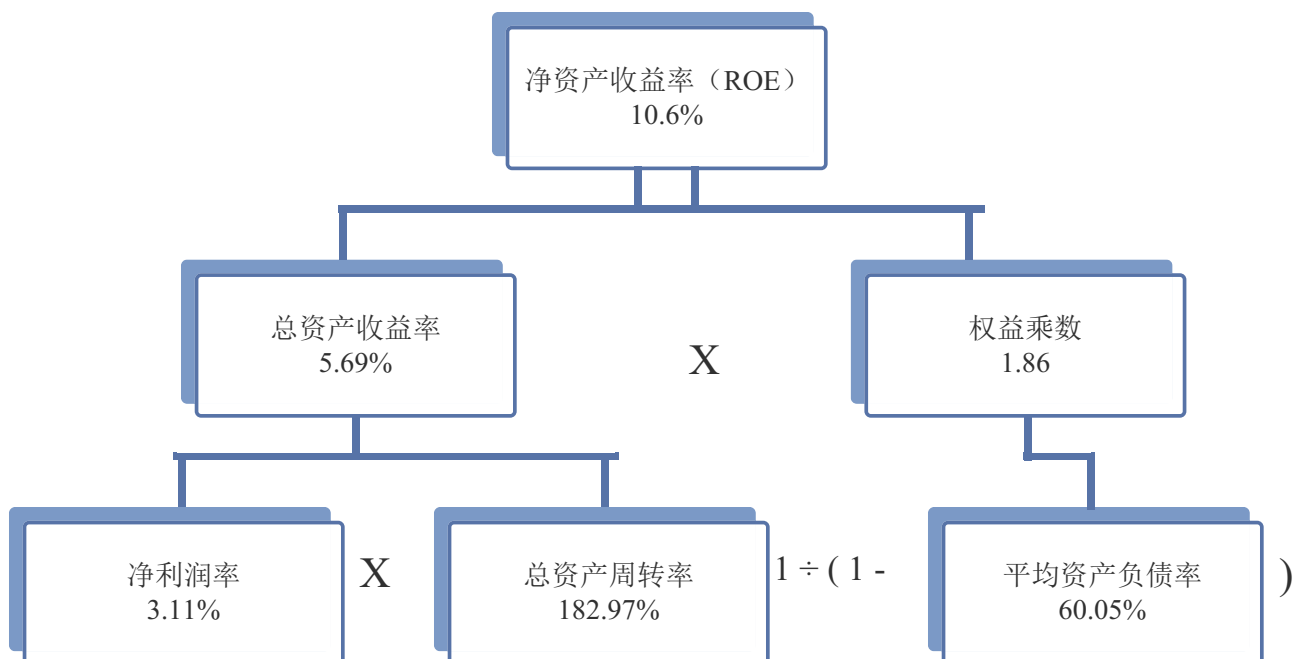 净资产收益率（ROE）
10.6%
总资产收益率
5.69%
X
权益乘数
1.86
净利润率
3.11%
X
总资产周转率
182.97%
1 ÷ ( 1 -
平均资产负债率
60.05%
)